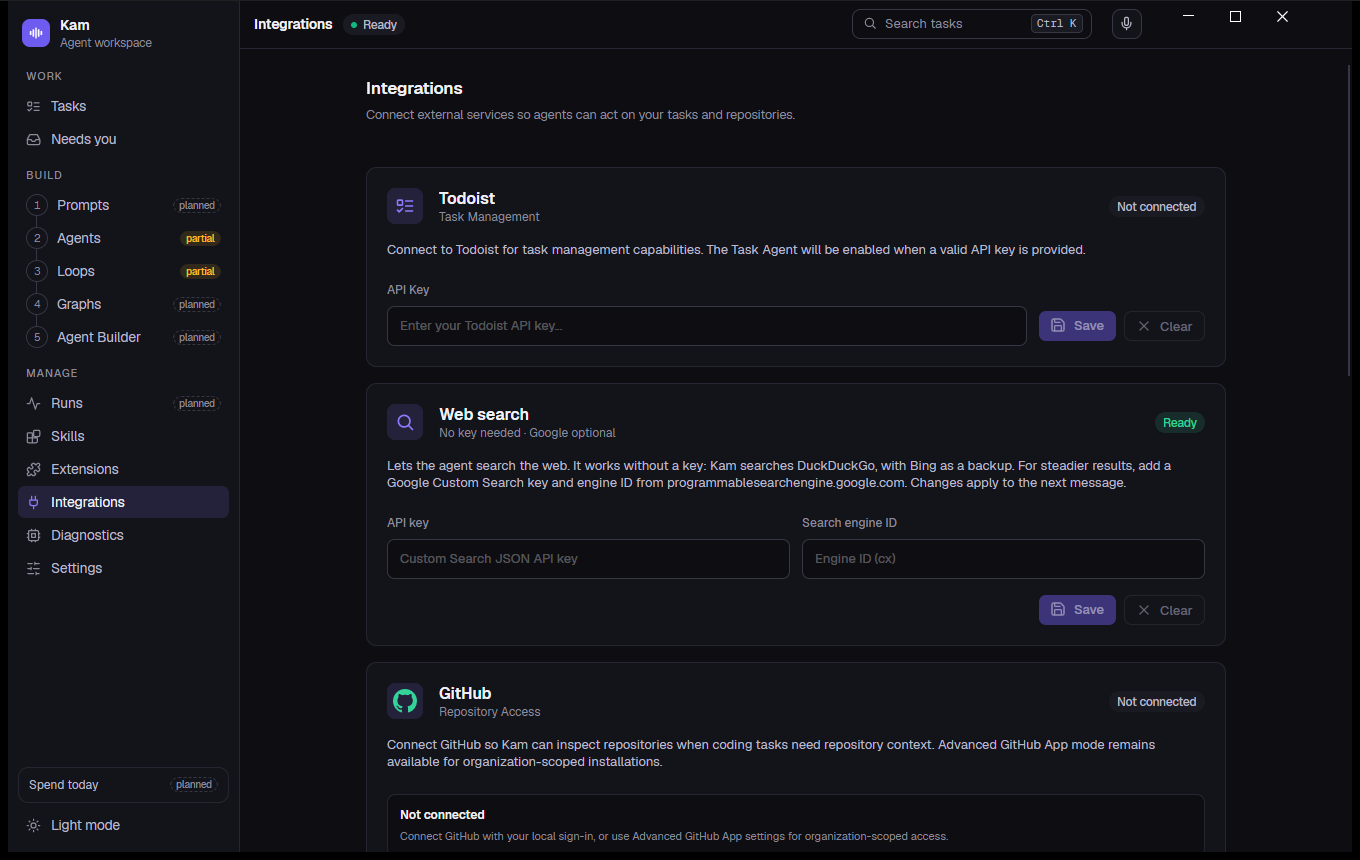 Kam
Agent workspace
WORK
Tasks
Needs you
BUILD
1 Prompts planned
2 Agents partial
3 Loops partial
4 Graphs planned
5 Agent Builder planned
MANAGE
Runs planned
Skills
Extensions
Integrations
Diagnostics
Settings
Spend today planned
Light mode
Integrations Ready
Search tasks Ctrl K
Integrations
Connect external services so agents can act on your tasks and repositories.
Todoist
Task Management
Not connected
Connect to Todoist for task management capabilities. The Task Agent will be enabled when a valid API key is provided.
API Key
Enter your Todoist API key...
Save Clear
Web search
No key needed · Google optional
Ready
Lets the agent search the web. It works without a key: Kam searches DuckDuckGo, with Bing as a backup. For steadier results, add a
Google Custom Search key and engine ID from programmablesearchengine.google.com. Changes apply to the next message.
API key Search engine ID
Custom Search JSON API key Engine ID (cx)
Save Clear
GitHub
Repository Access
Not connected
Connect GitHub so Kam can inspect repositories when coding tasks need repository context. Advanced GitHub App mode remains
available for organization-scoped installations.
Not connected
Connect GitHub with your local sign-in, or use Advanced GitHub App settings for organization-scoped access.